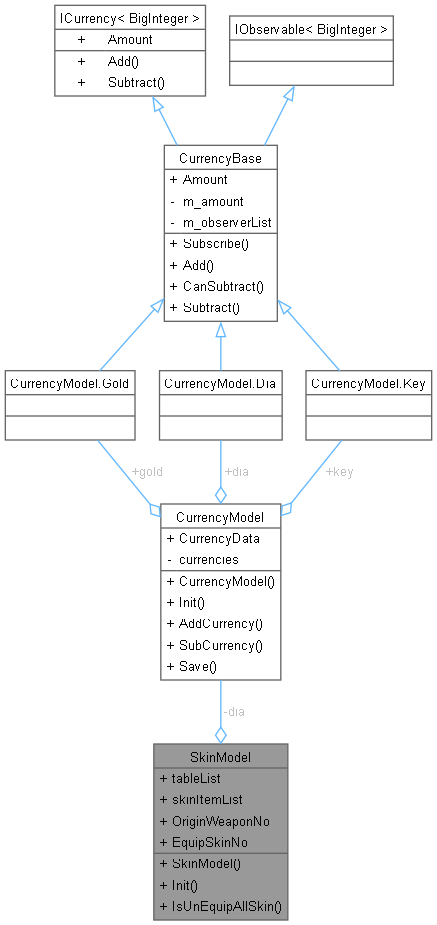 ICurrency< BigInteger >
+ Amount
+ Add()
+ Subtract()
IObservable< BigInteger >
CurrencyBase
+ Amount
- m_amount
- m_observerList
+ Subscribe()
+ Add()
+ CanSubtract()
+ Subtract()
CurrencyModel.Gold
CurrencyModel.Dia
CurrencyModel.Key
+gold
+dia
+key
CurrencyModel
+ CurrencyData
- currencies
+ CurrencyModel()
+ Init()
+ AddCurrency()
+ SubCurrency()
+ Save()
-dia
SkinModel
+ tableList
+ skinItemList
+ OriginWeaponNo
+ EquipSkinNo
+ SkinModel()
+ Init()
+ IsUnEquipAllSkin()